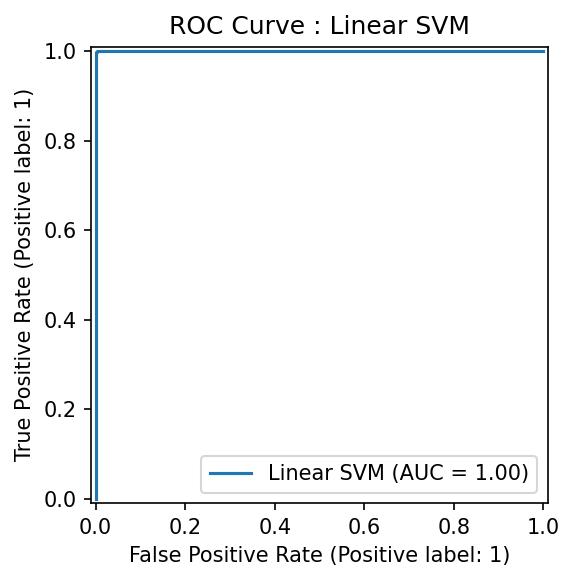 ROC Curve : Linear SVM
True Positive Rate (Positive label: 1)
1.0
0.8
0.6
0.4
0.2
0.0
Linear SVM (AUC = 1.00)
0.0 0.2 0.4 0.6 0.8 1.0
False Positive Rate (Positive label: 1)